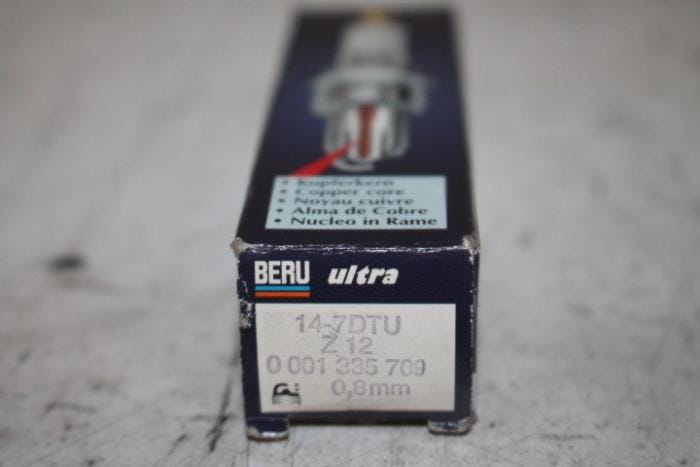 • Kupferkern
• Copper core
• Noyau cuivre
• Alma de Cobre
• Nucleo in Rame
BERU ultra
14-7DTU
Z 12
0 001 335 709
0,8mm